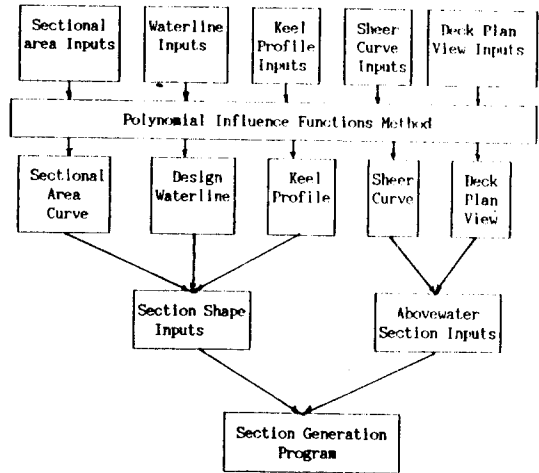 Sectional
area Inputs
Waterline
Inputs
Keel
Profile
Inputs
Sheer
Curve
Inputs
Deck Plan
View Inputs
Polynomial Influence Functions Method
Sectional
Area
Curve
Design
Waterline
Keel
Profile
Sheer
Curve
Deck
Plan
View
Section Shape
Inputs
Abovewater
Section Inputs
Section Generation
Program